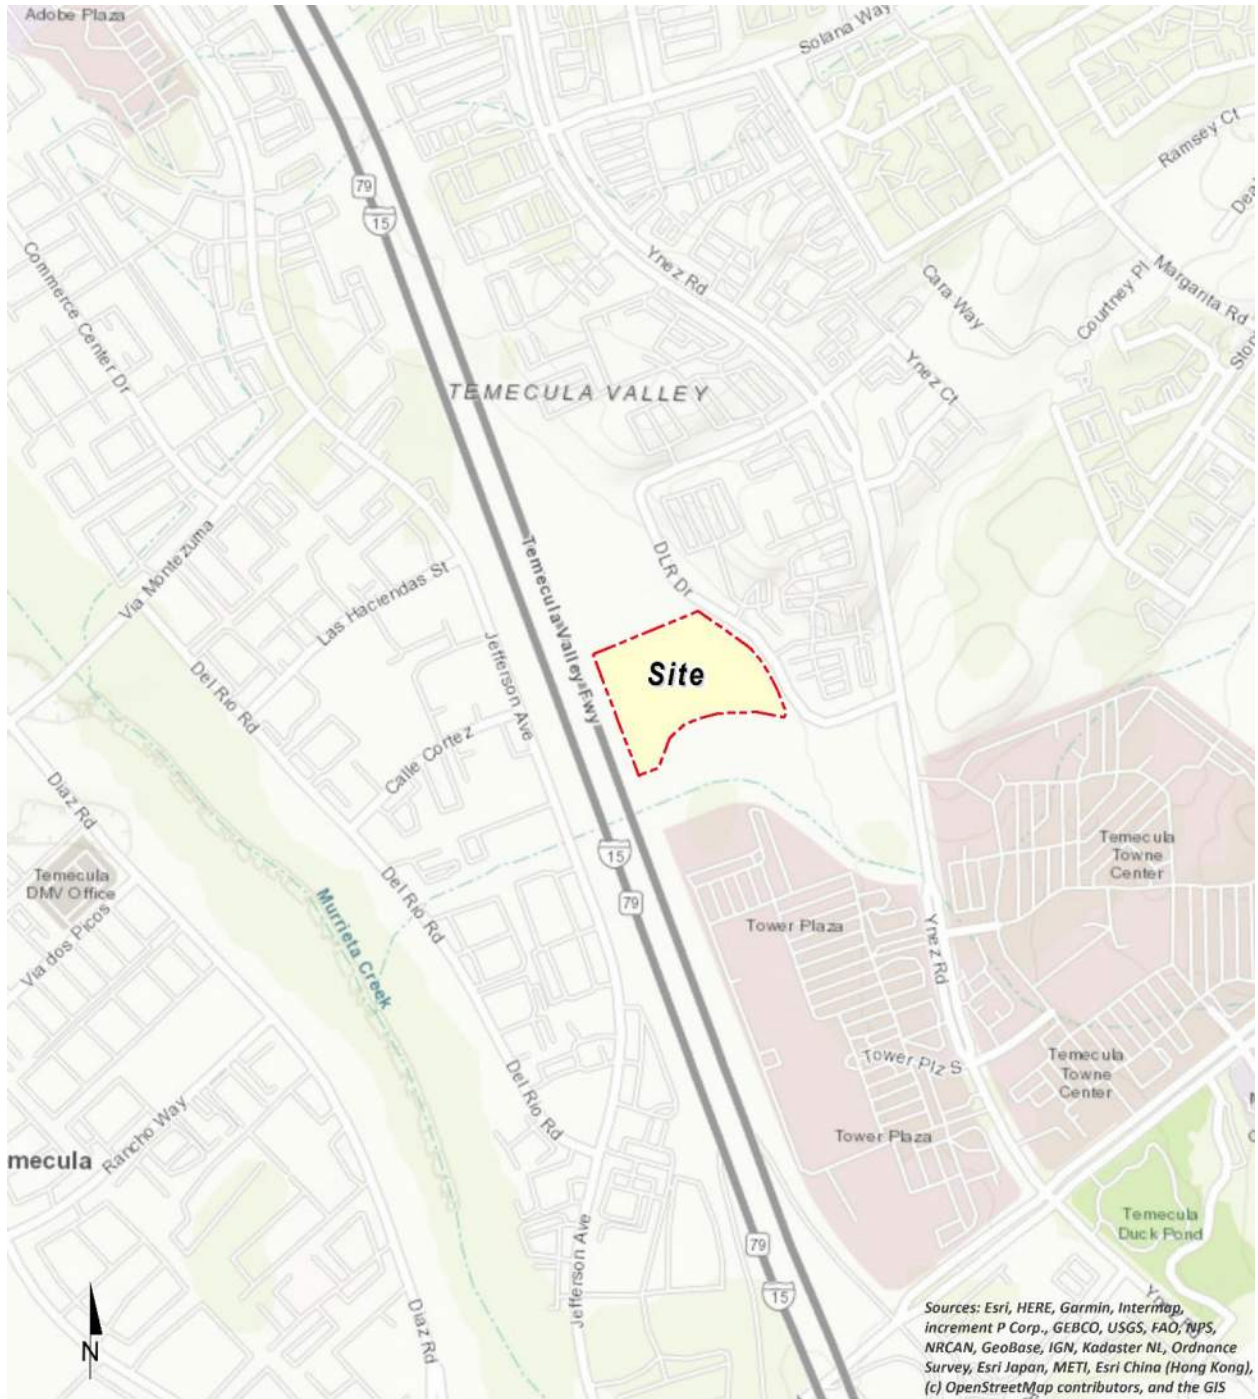 Adobe Plaza
Solana Way
Ramsey Ct
79
15
Commerce Center Dr
Ynez Rd
Cara Way
Courtney Pl
Margarita Rd
Ynez Ct
TEMECULA VALLEY
Via Montezuma
Las Haciendas St
Temecula Valley Fwy
DLR Dr
Jefferson Ave
Site
Del Rio Rd
Calle Cortez
Diaz Rd
Temecula
DMV Office
Via dos Picos
Murrieta Creek
Del Rio Rd
15
79
Temecula
Towne
Center
Tower Plaza
Ynez Rd
Tower Plz S
Temecula
Towne
Center
Del Rio Rd
Tower Plaza
Rancho Way
mecula
Temecula
Duck Pond
Jefferson Ave
79
15
Diaz Rd
N
Sources: Esri, HERE, Garmin, Intermap,
increment P Corp., GEBCO, USGS, FAO, NPS,
NRCAN, GeoBase, IGN, Kadaster NL, Ordnance
Survey, Esri Japan, METI, Esri China (Hong Kong),
(c) OpenStreetMap contributors, and the GIS